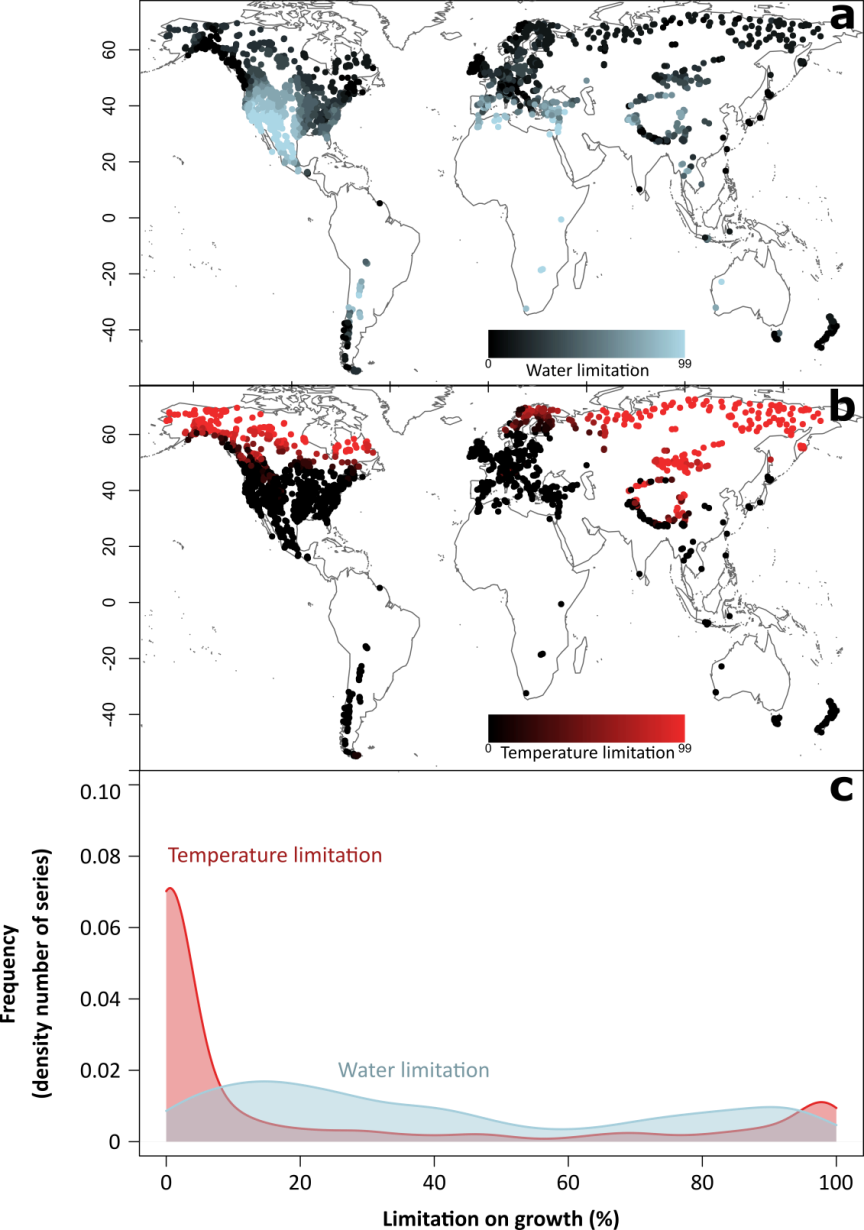 a
60
40
20
0
-20
-40
0
99
Water limitation
b
60
40
20
0
-20
-40
0
99
Temperature limitation
c
0.10
0.08
0.06
0.04
0.02
0
Temperature limitation
Water limitation
Frequency
(density number of series)
0 20 40 60 80 100
Limitation on growth (%)